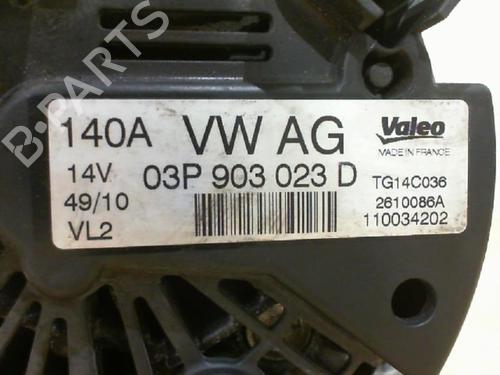 B-PARTS
140A VW AG Valeo
MADE IN FRANCE
14V 03P 903 023 D TG14C036
49/10 2610086A
VL2 110034202